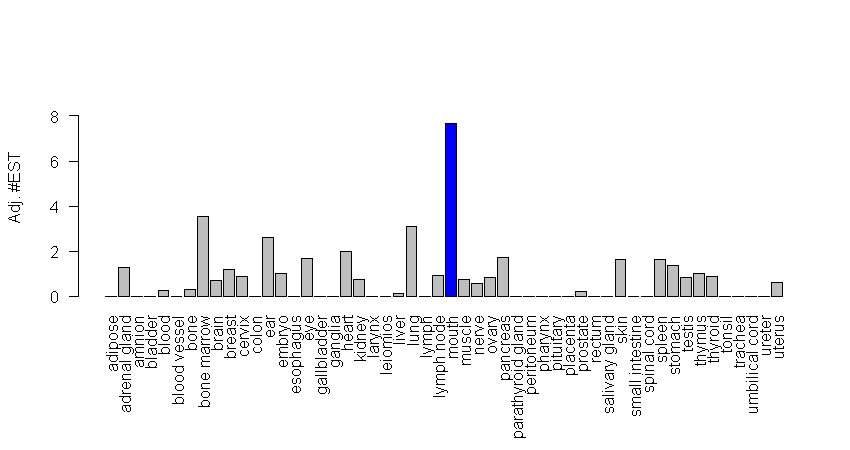 Adj. #EST
8
6
4
2
0
adipose
adrenal gland
amnion
bladder
blood
blood vessel
bone
bone marrow
brain
breast
cervix
colon
ear
embryo
esophagus
eye
gallbladder
ganglia
heart
kidney
larynx
leiomios
liver
lung
lymph
lymph node
mouth
muscle
nerve
ovary
pancreas
parathyroid gland
peritoneum
pharynx
pituitary
placenta
prostate
rectum
salivary gland
skin
small intestine
spinal cord
spleen
stomach
testis
thymus
thyroid
tonsil
trachea
umbilical cord
ureter
uterus